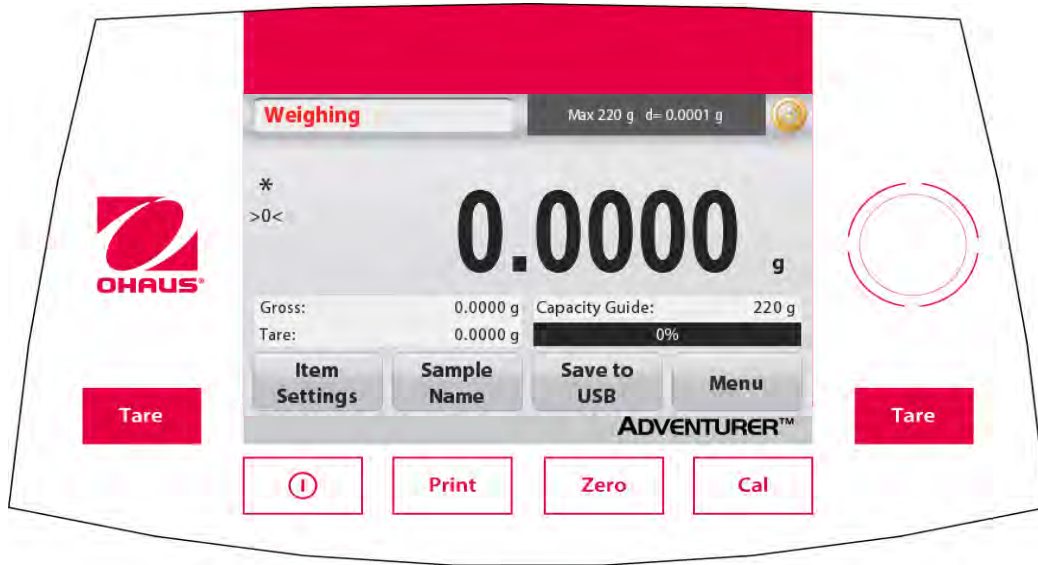 Weighing
Max 220 g d= 0.0001 g
*
>0<
0.0000 g
OHAUS®
Gross: 0.0000 g
Capacity Guide: 220 g
Tare: 0.0000 g
0%
Item
Settings
Sample
Name
Save to
USB
Menu
Tare
Tare
ADVENTURER™
Print
Zero
Cal